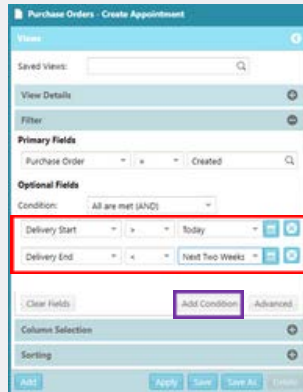 Purchase Orders - Create Appointment
Views
Saved Views:
View Details
Filter
Primary Fields
Purchase Order = Created
Optional Fields
Condition: All are met (AND)
Delivery Start > Today
Delivery End < Next Two Weeks
Clear Fields Add Condition Advanced
Column Selection
Sorting
Add Apply Save Save As Delete